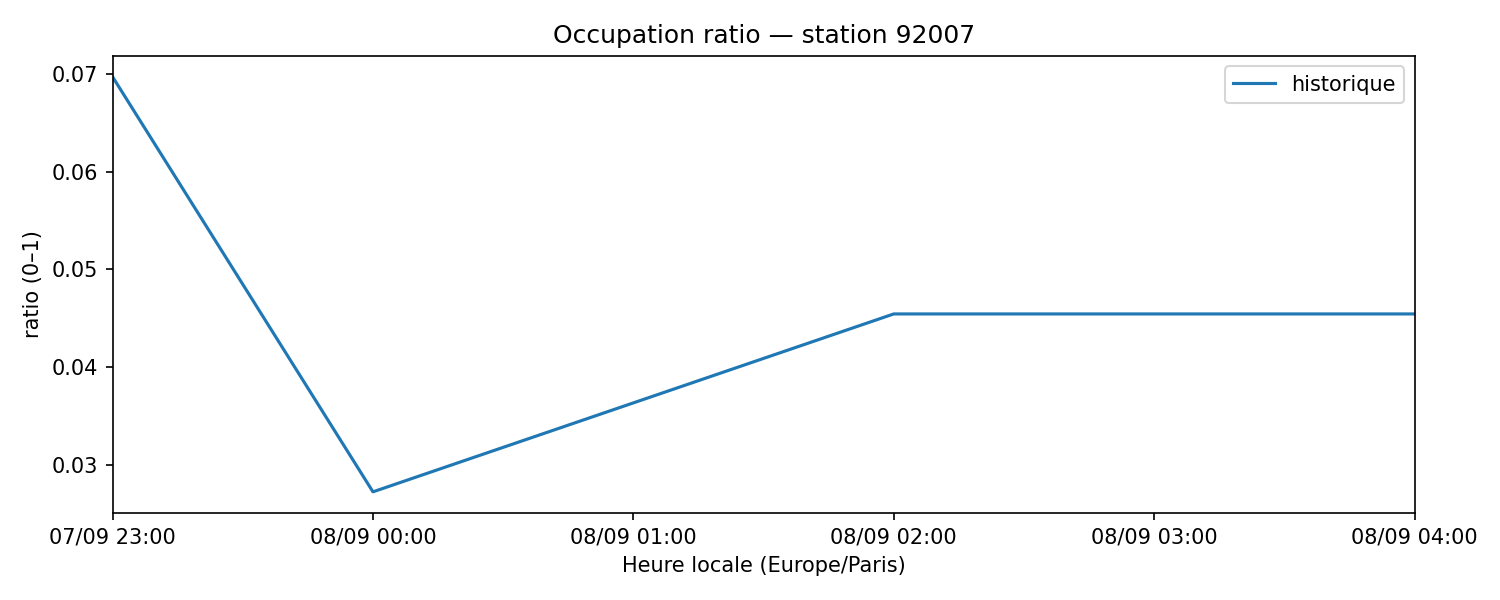 Occupation ratio — station 92007
historique
ratio (0–1)
0.07
0.06
0.05
0.04
0.03
07/09 23:00
08/09 00:00
08/09 01:00
08/09 02:00
08/09 03:00
08/09 04:00
Heure locale (Europe/Paris)